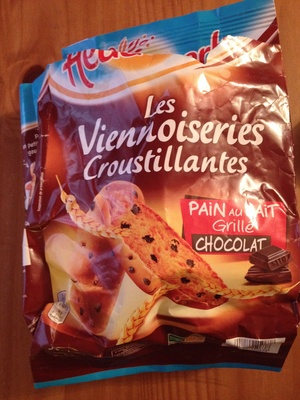 Les
Viennoiseries
Croustillantes
PAIN AU LAIT
Grillé
CHOCOLAT